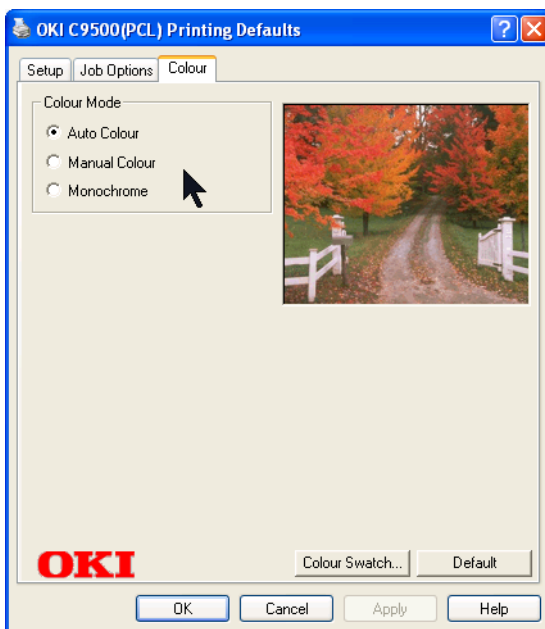 OKI C9500(PCL) Printing Defaults
Setup Job Options Colour
Colour Mode
Auto Colour
Manual Colour
Monochrome
OKI
Colour Swatch... Default
OK Cancel Apply Help